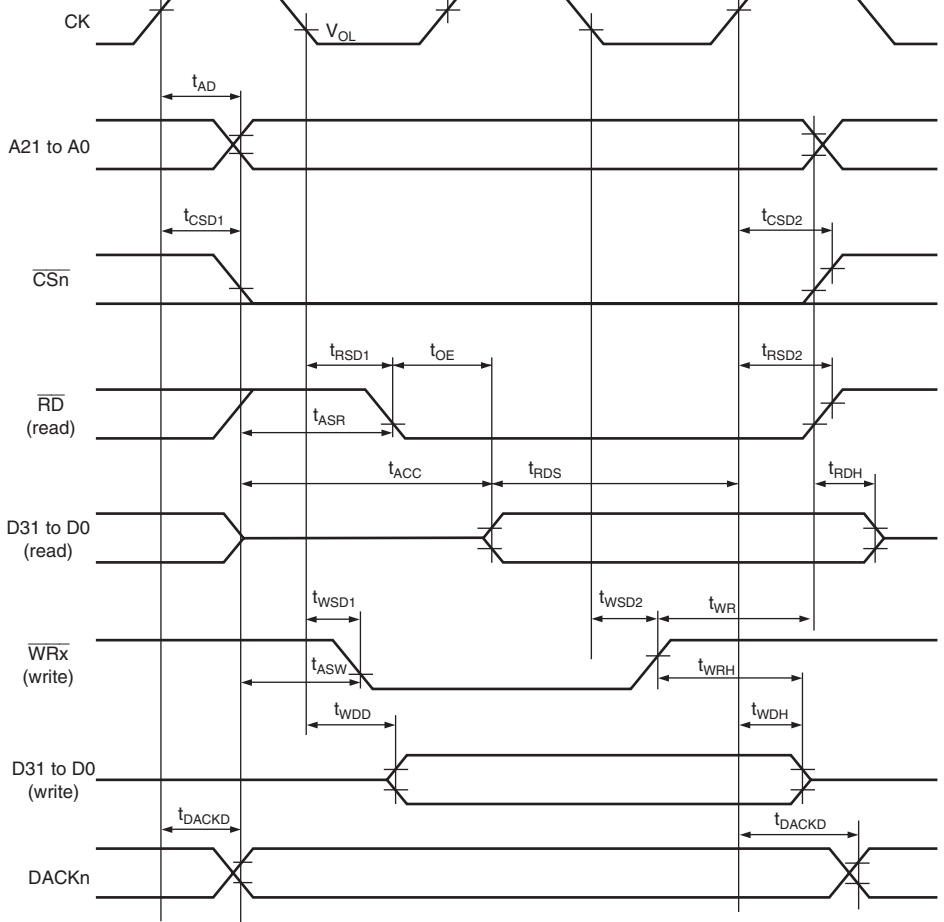 CK
VOL
tAD
A21 to A0
tCSD1
tCSD2
CSn
tRSD1
tOE
tRSD2
RD
(read)
tASR
tACC
tRDS
tRDH
D31 to D0
(read)
tWSD1
tWSD2
tWR
WRx
(write)
tASW
tWRH
tWDD
tWDH
D31 to D0
(write)
tDACKD
tDACKD
DACKn